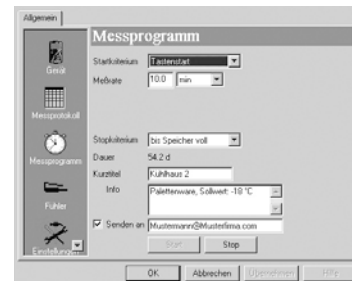 Allgemein
Messprogramm
Gerät
Startkriterium Tastenstart
Meßrate 10.0 min
Messprotokoll
Stopkriterium bis Speicher voll
Messprogramm
Dauer 54.2 d
Kurztitel Kühlhaus 2
Info Palettenware, Sollwert: -18 °C
Fühler
Senden an Mustermann@Musterfirma.com
Start Stop
Einstellungen
OK Abbrechen Übernehmen Hilfe